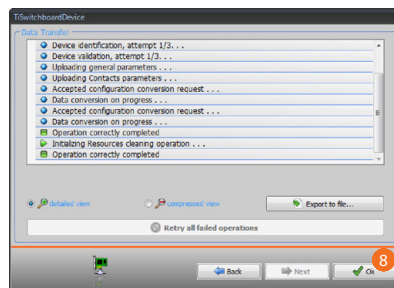 TiSwitchboardDevice
Data Transfer
Device identification, attempt 1/3. . .
Device validation, attempt 1/3. . .
Uploading general parameters . . .
Uploading Contacts parameters . . .
Accepted configuration conversion request . . .
Data conversion on progress . . .
Accepted configuration conversion request . . .
Data conversion on progress . . .
Operation correctly completed
Initializing Resources cleaning operation . . .
Operation correctly completed
detailed view
compressed view
Export to file...
Retry all failed operations
8
Back
Next
Ok